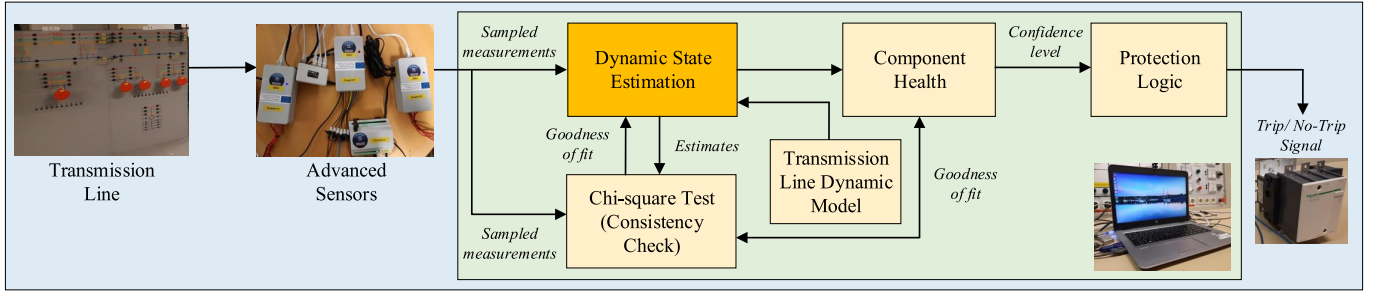 Transmission
Line
Advanced
Sensors
Sampled
measurements
Dynamic State
Estimation
Component
Health
Confidence
level
Protection
Logic
Trip/ No-Trip
Signal
Goodness
of fit
Estimates
Transmission
Line Dynamic
Model
Goodness
of fit
Chi-square Test
(Consistency
Check)
Sampled
measurements